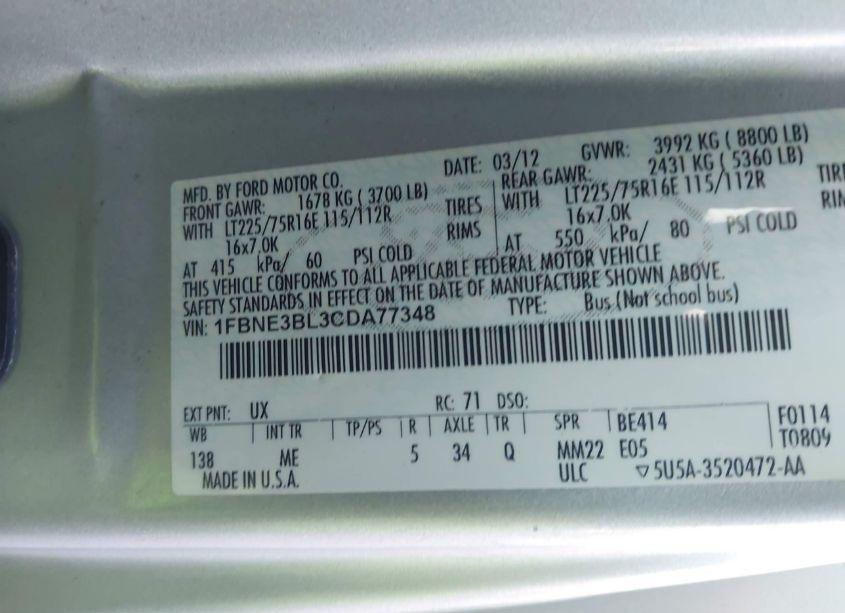 MFD. BY FORD MOTOR CO. DATE: 03/12 GVWR: 3992 KG ( 8800 LB)
FRONT GAWR: 1678 KG ( 3700 LB) REAR GAWR: 2431 KG ( 5360 LB)
WITH LT225/75R16E 115/112R TIRES WITH LT225/75R16E 115/112R
16x7.0K RIMS 16x7.0K
AT 415 kPa/ 60 PSI COLD AT 550 kPa/ 80 PSI COLD
THIS VEHICLE CONFORMS TO ALL APPLICABLE FEDERAL MOTOR VEHICLE
SAFETY STANDARDS IN EFFECT ON THE DATE OF MANUFACTURE SHOWN ABOVE.
VIN: 1FBNE3BL3CDA77348 TYPE: Bus (Not school bus)
EXT PNT: UX RC: 71 DSO:
WB INT TR TP/PS R AXLE TR SPR BE414 F0114
138 ME 5 34 Q MM22 E05 T0809
MADE IN U.S.A. ULC ▽5U5A-3520472-AA